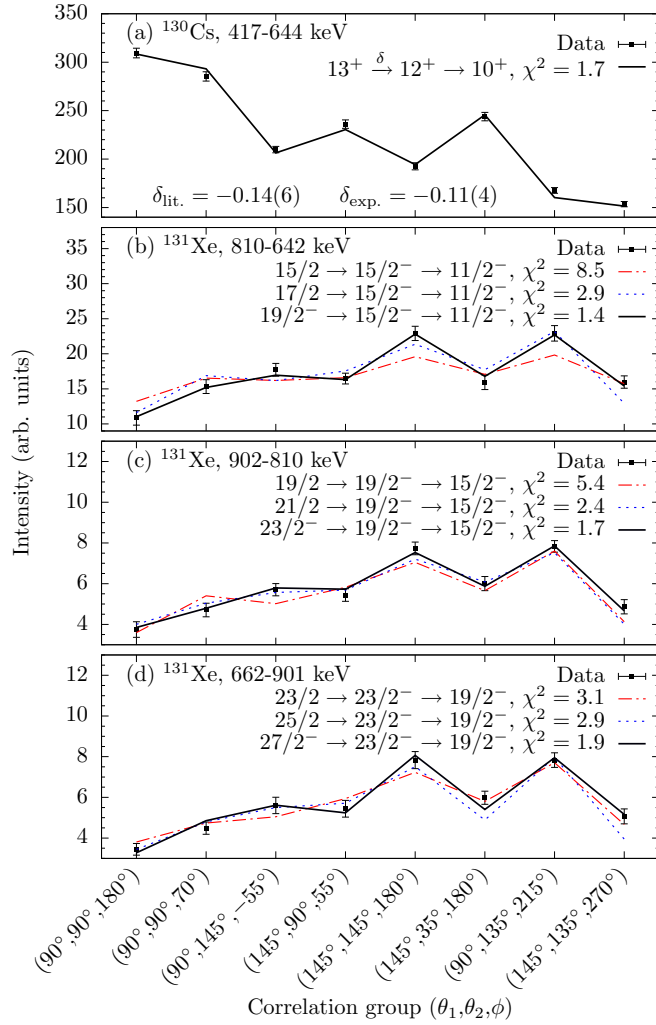 Intensity (arb. units)
350
300
250
200
150
(a) ¹³⁰Cs, 417-644 keV
Data
13⁺ →δ 12⁺ → 10⁺, χ² = 1.7
δlit. = −0.14(6) δexp. = −0.11(4)
35
30
25
20
15
10
(b) ¹³¹Xe, 810-642 keV
Data
15/2 → 15/2⁻ → 11/2⁻, χ² = 8.5
17/2 → 15/2⁻ → 11/2⁻, χ² = 2.9
19/2⁻ → 15/2⁻ → 11/2⁻, χ² = 1.4
12
10
8
6
4
(c) ¹³¹Xe, 902-810 keV
Data
19/2 → 19/2⁻ → 15/2⁻, χ² = 5.4
21/2 → 19/2⁻ → 15/2⁻, χ² = 2.4
23/2⁻ → 19/2⁻ → 15/2⁻, χ² = 1.7
12
10
8
6
4
(d) ¹³¹Xe, 662-901 keV
Data
23/2 → 23/2⁻ → 19/2⁻, χ² = 3.1
25/2 → 23/2⁻ → 19/2⁻, χ² = 2.9
27/2⁻ → 23/2⁻ → 19/2⁻, χ² = 1.9
(90°,90°,180°)
(90°,90°,70°)
(90°,145°,−55°)
(145°,90°,55°)
(145°,145°,180°)
(145°,35°,180°)
(90°,135°,215°)
(145°,135°,270°)
Correlation group (θ₁,θ₂,ϕ)